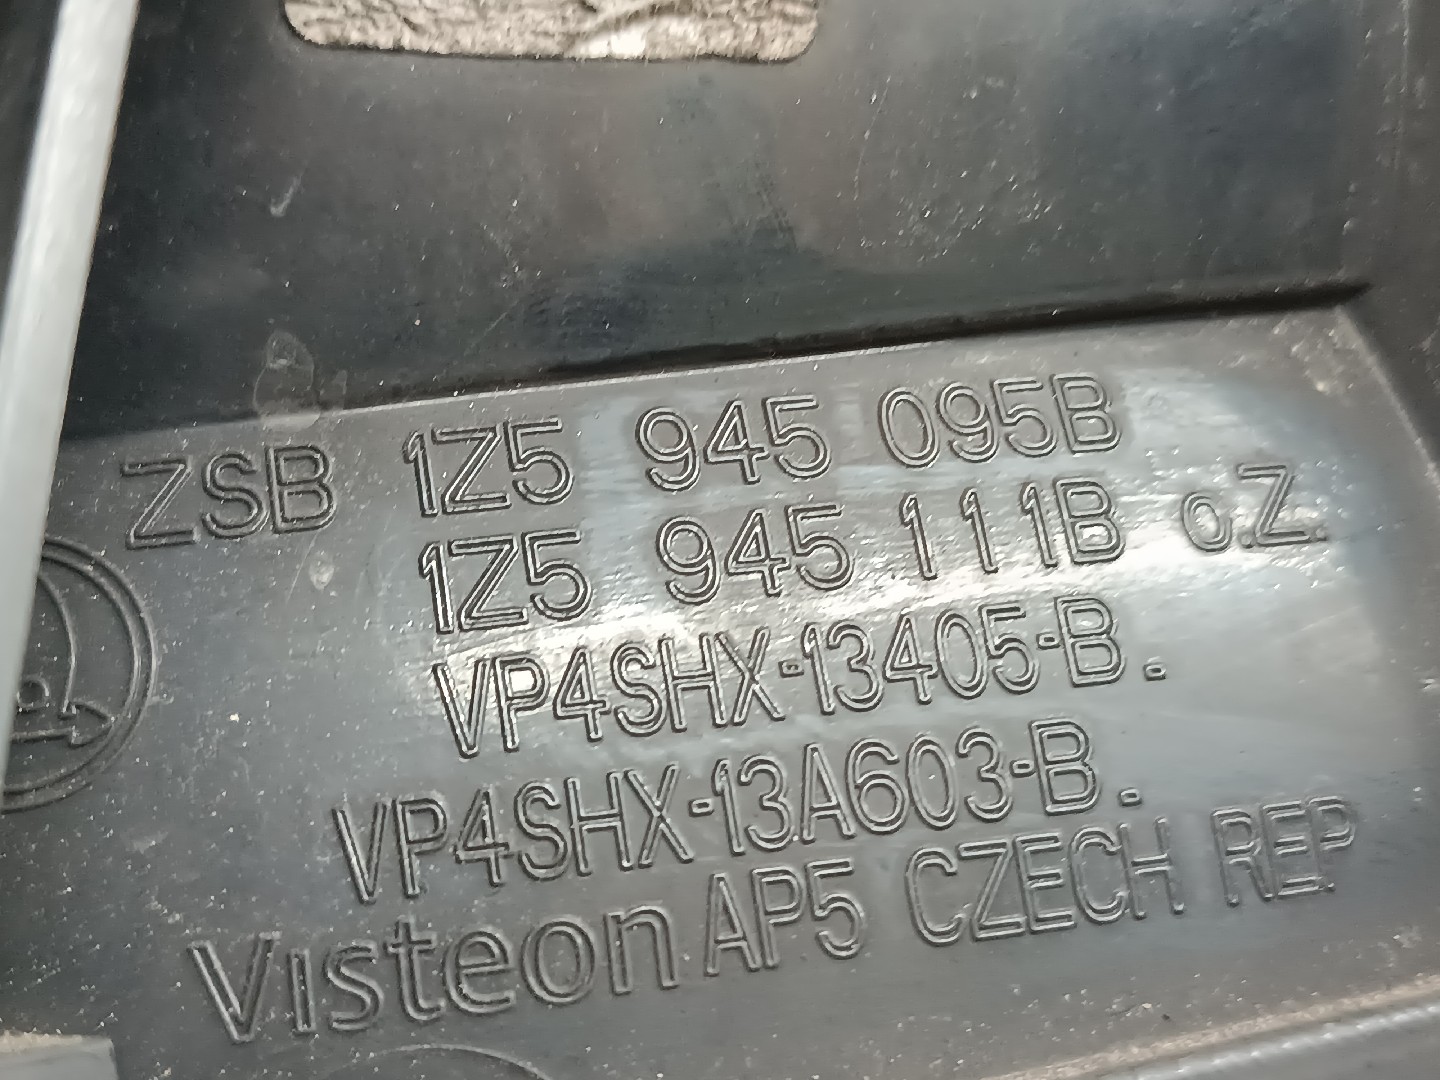 ZSB 1Z5 945 095B
1Z5 945 111B o.Z.
VP4SHX-13405-B.
VP4SHX-13A603-B.
Visteon AP5 CZECH REP